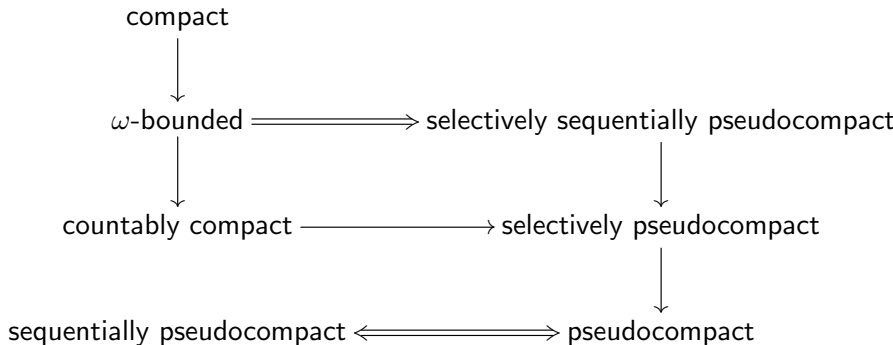 compact
ω-bounded selectively sequentially pseudocompact
countably compact selectively pseudocompact
sequentially pseudocompact pseudocompact